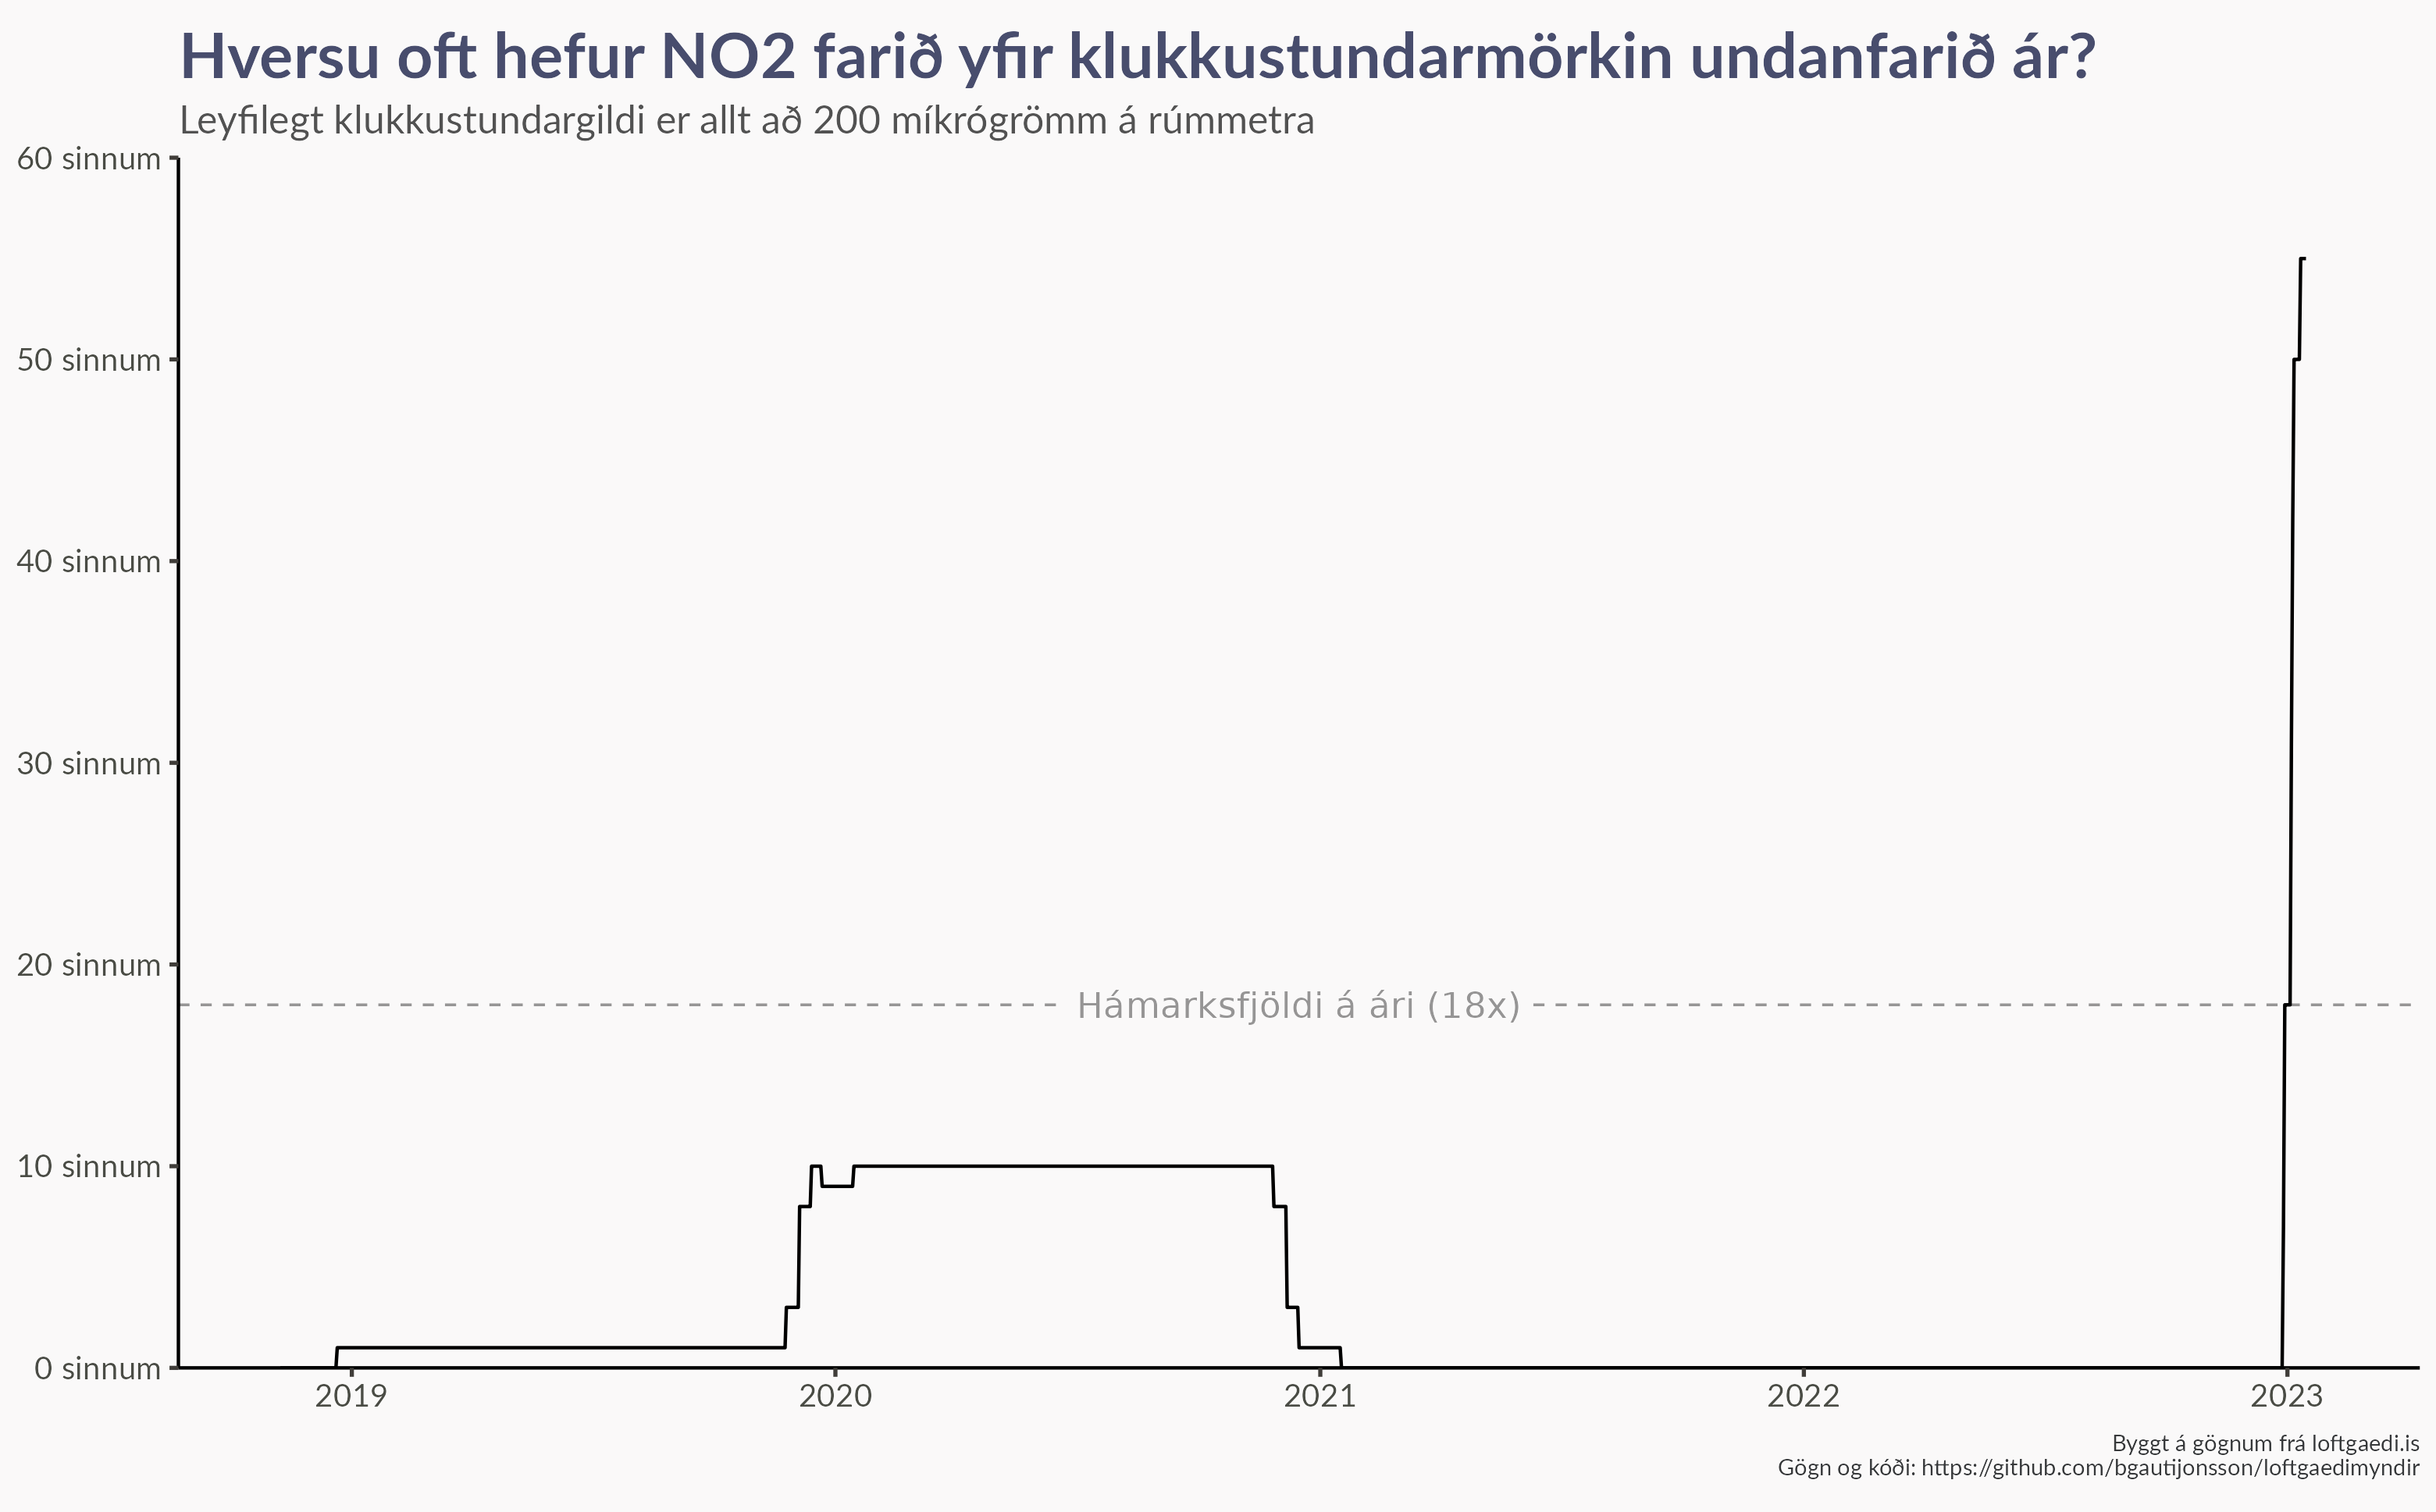 Hversu oft hefur NO2 farið yfir klukkustundarmörkin undanfarið ár?
Leyfilegt klukkustundargildi er allt að 200 míkrógrömm á rúmmetra
60 sinnum
50 sinnum
40 sinnum
30 sinnum
20 sinnum
Hámarksfjöldi á ári (18x)
10 sinnum
0 sinnum
2019 2020 2021 2022 2023
Byggt á gögnum frá loftgaedi.is
Gögn og kóði: https://github.com/bgautijonsson/loftgaedimyndir